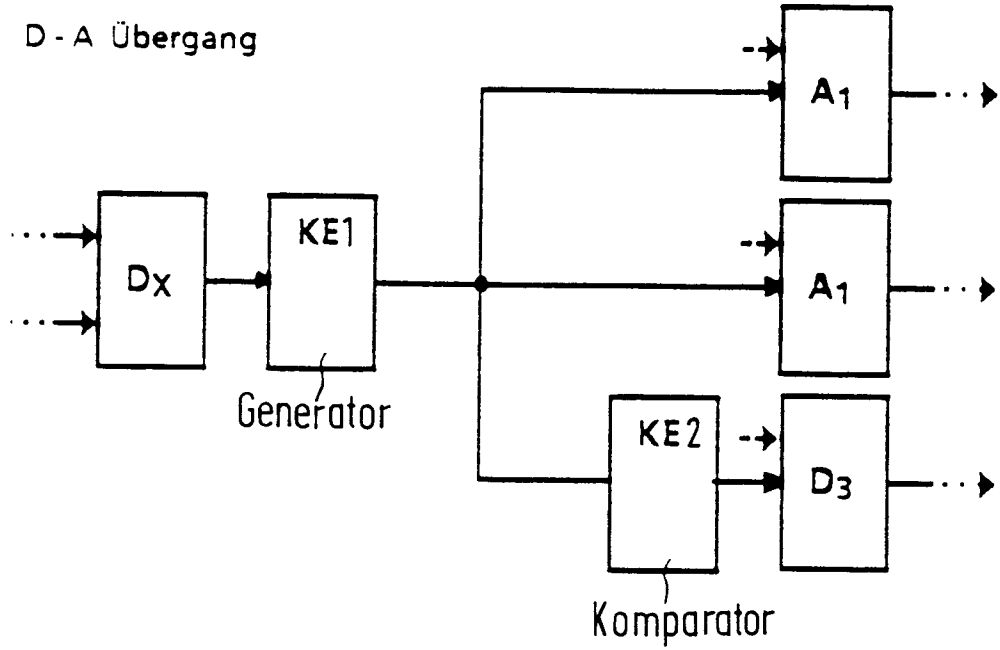 D - A Übergang
A1
KE1
DX
A1
Generator
KE2
D3
Komparator